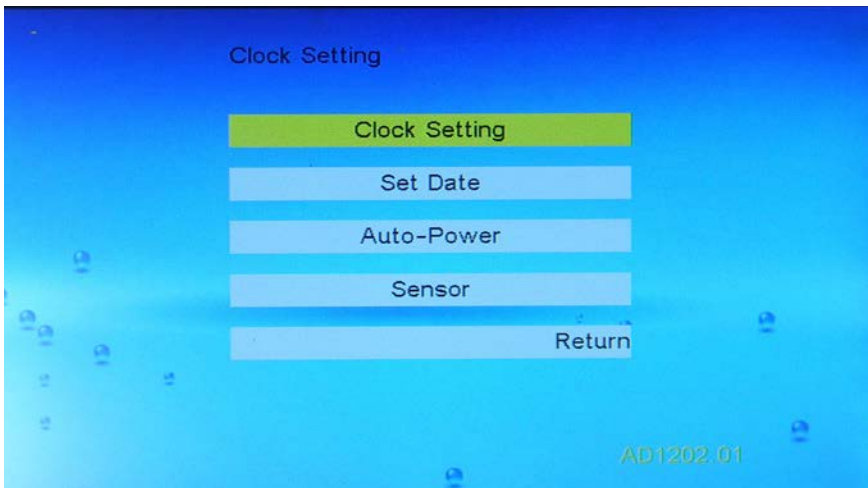 Clock Setting
Clock Setting
Set Date
Auto-Power
Sensor
Return
AD1202.01